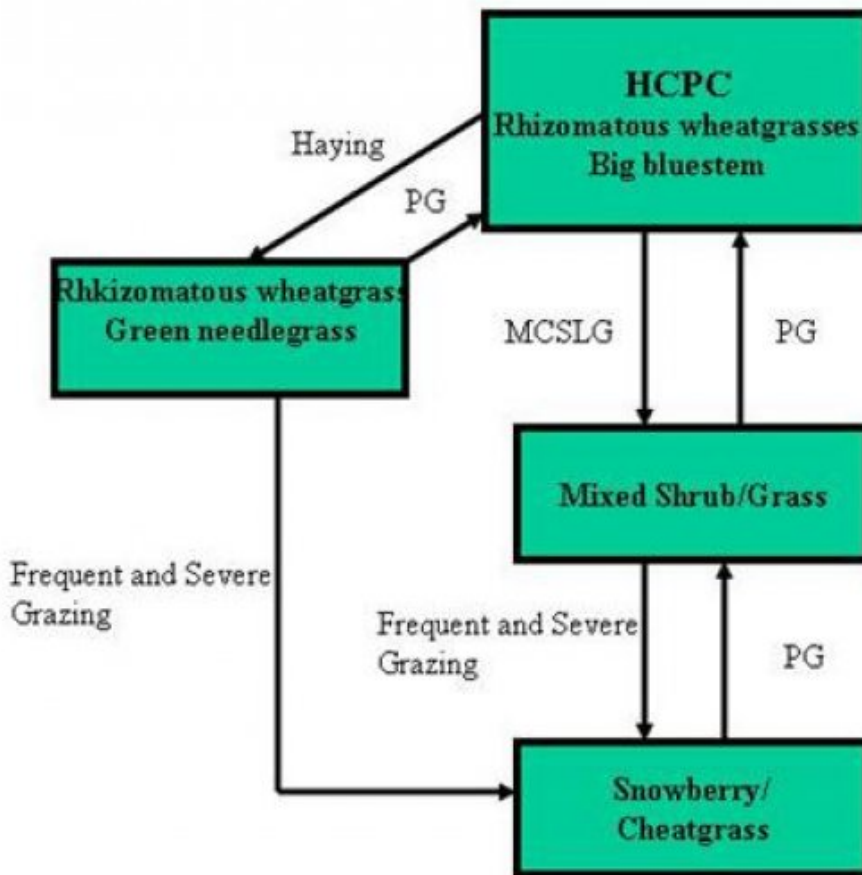 HCPC
Rhizomatous wheatgrasses
Big bluestem
Haying
PG
Rhkizomatous wheatgrass
Green needlegrass
MCSLG
PG
Mixed Shrub/Grass
Frequent and Severe
Grazing
Frequent and Severe
Grazing
PG
Snowberry/
Cheatgrass